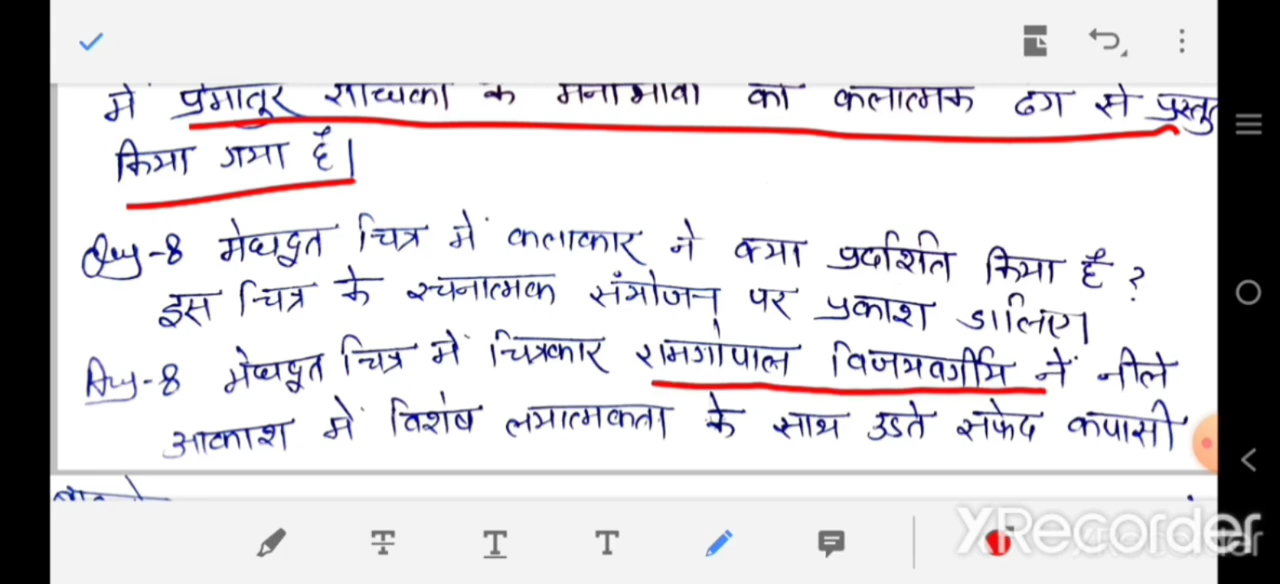 में प्रेमातुर साधिका के मनोभावों को कलात्मक ढंग से प्रस्तुत
किया गया है।
Que-8 मेघदूत चित्र में कलाकार ने क्या प्रदर्शित किया है ?
इस चित्र के रचनात्मक संयोजन पर प्रकाश डालिए।
Ans-8 मेघदूत चित्र में चित्रकार रामगोपाल विजयवर्गीय ने नीले
आकाश में विशेष लयात्मकता के साथ उडते सफेद कपासी
T T T
XRecorder